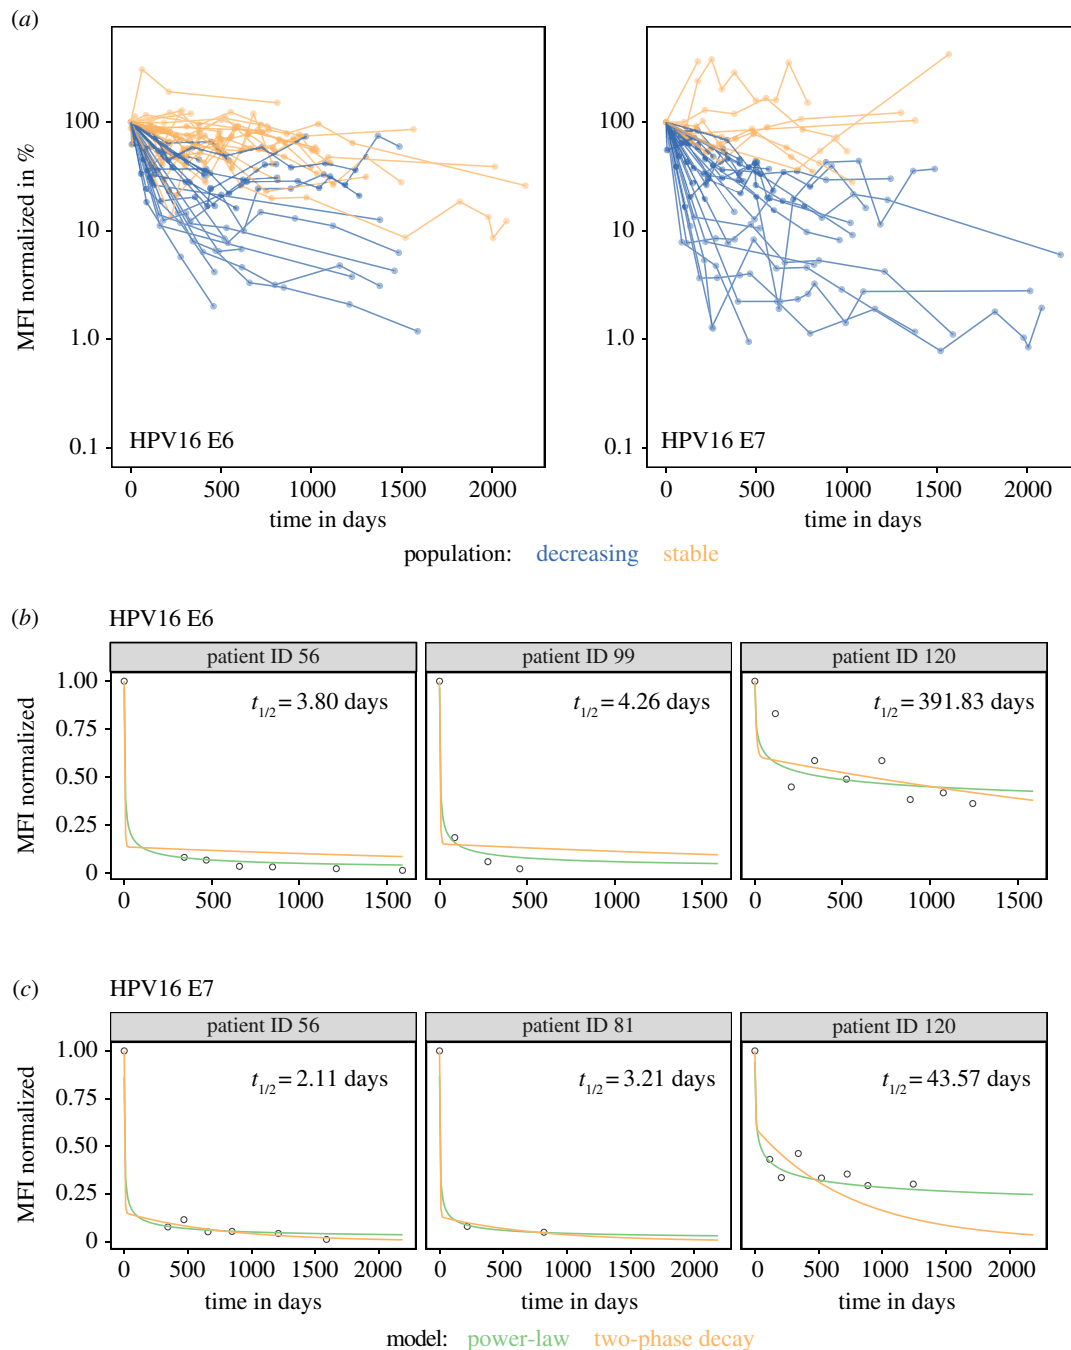 (a)
MFI normalized in %
100
10
1.0
0.1
HPV16 E6
HPV16 E7
0 500 1000 1500 2000
0 500 1000 1500 2000
time in days
time in days
population: decreasing stable
(b) HPV16 E6
patient ID 56
patient ID 99
patient ID 120
MFI normalized
1.00
0.75
0.50
0.25
0
t1/2 = 3.80 days
t1/2 = 4.26 days
t1/2 = 391.83 days
0 500 1000 1500
0 500 1000 1500
0 500 1000 1500
(c) HPV16 E7
patient ID 56
patient ID 81
patient ID 120
MFI normalized
1.00
0.75
0.50
0.25
0
t1/2 = 2.11 days
t1/2 = 3.21 days
t1/2 = 43.57 days
0 500 1000 1500 2000
0 500 1000 1500 2000
0 500 1000 1500 2000
time in days
time in days
time in days
model: power-law two-phase decay